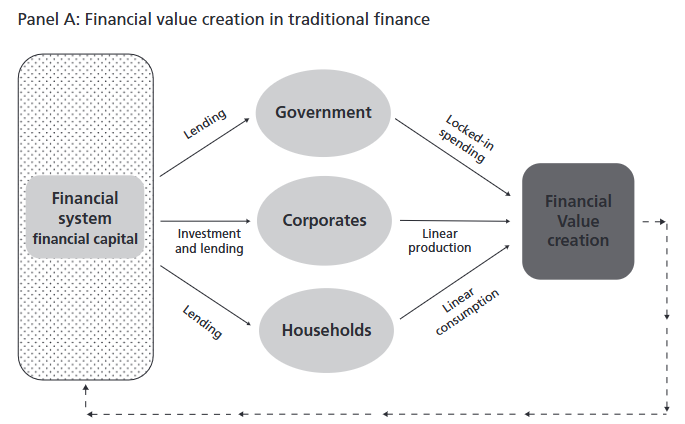 Panel A: Financial value creation in traditional finance
Lending
Government
Locked-in
spending
Financial
system
financial capital
Investment
and lending
Corporates
Linear
production
Financial
Value
creation
Lending
Households
Linear
consumption